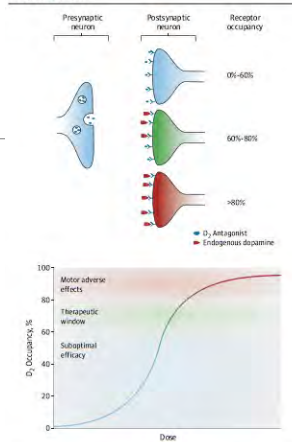 Presynaptic
neuron
Postsynaptic
neuron
Receptor
occupancy
0%-60%
60%-80%
>80%
D2 Antagonist
Endogenous dopamine
100
80
60
40
20
0
D2 Occupancy, %
Motor adverse
effects
Therapeutic
window
Suboptimal
efficacy
Dose